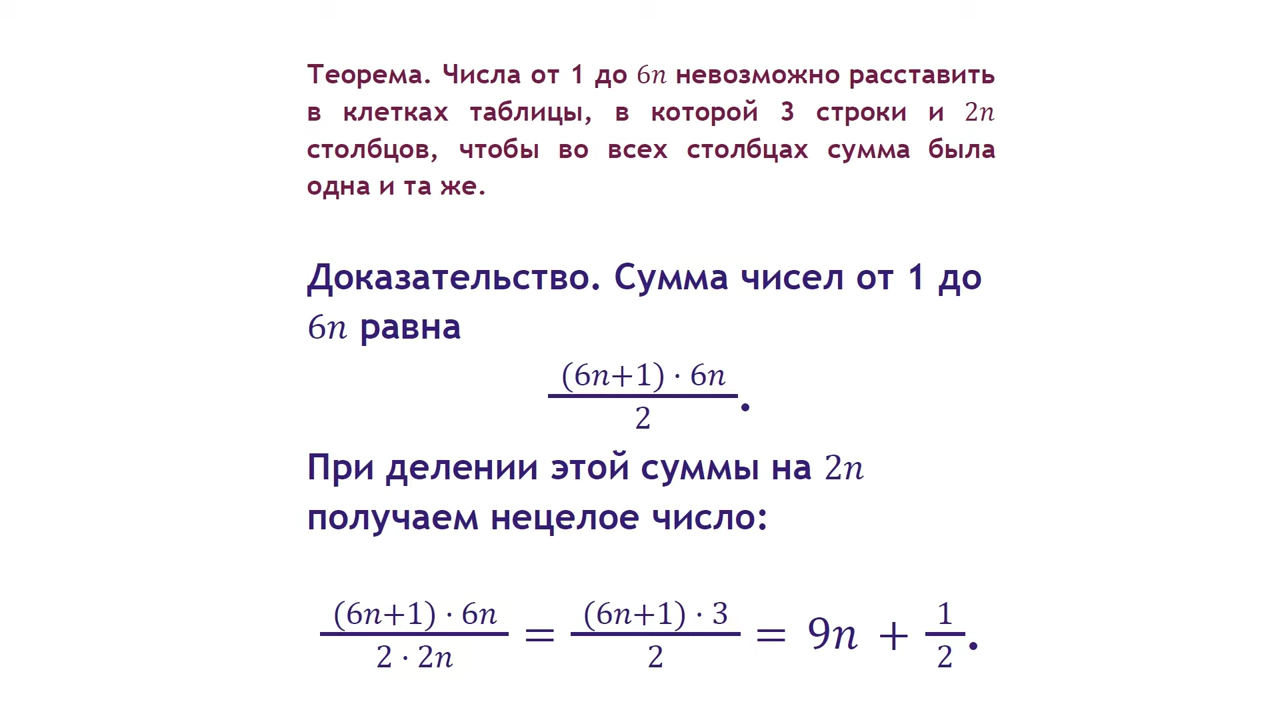 Теорема. Числа от 1 до 6n невозможно расставить
в клетках таблицы, в которой 3 строки и 2n
столбцов, чтобы во всех столбцах сумма была
одна и та же.
Доказательство. Сумма чисел от 1 до
6n равна
(6n+1) · 6n
2 .
При делении этой суммы на 2n
получаем нецелое число:
(6n+1) · 6n / 2 · 2n = (6n+1) · 3 / 2 = 9n + 1 / 2 .